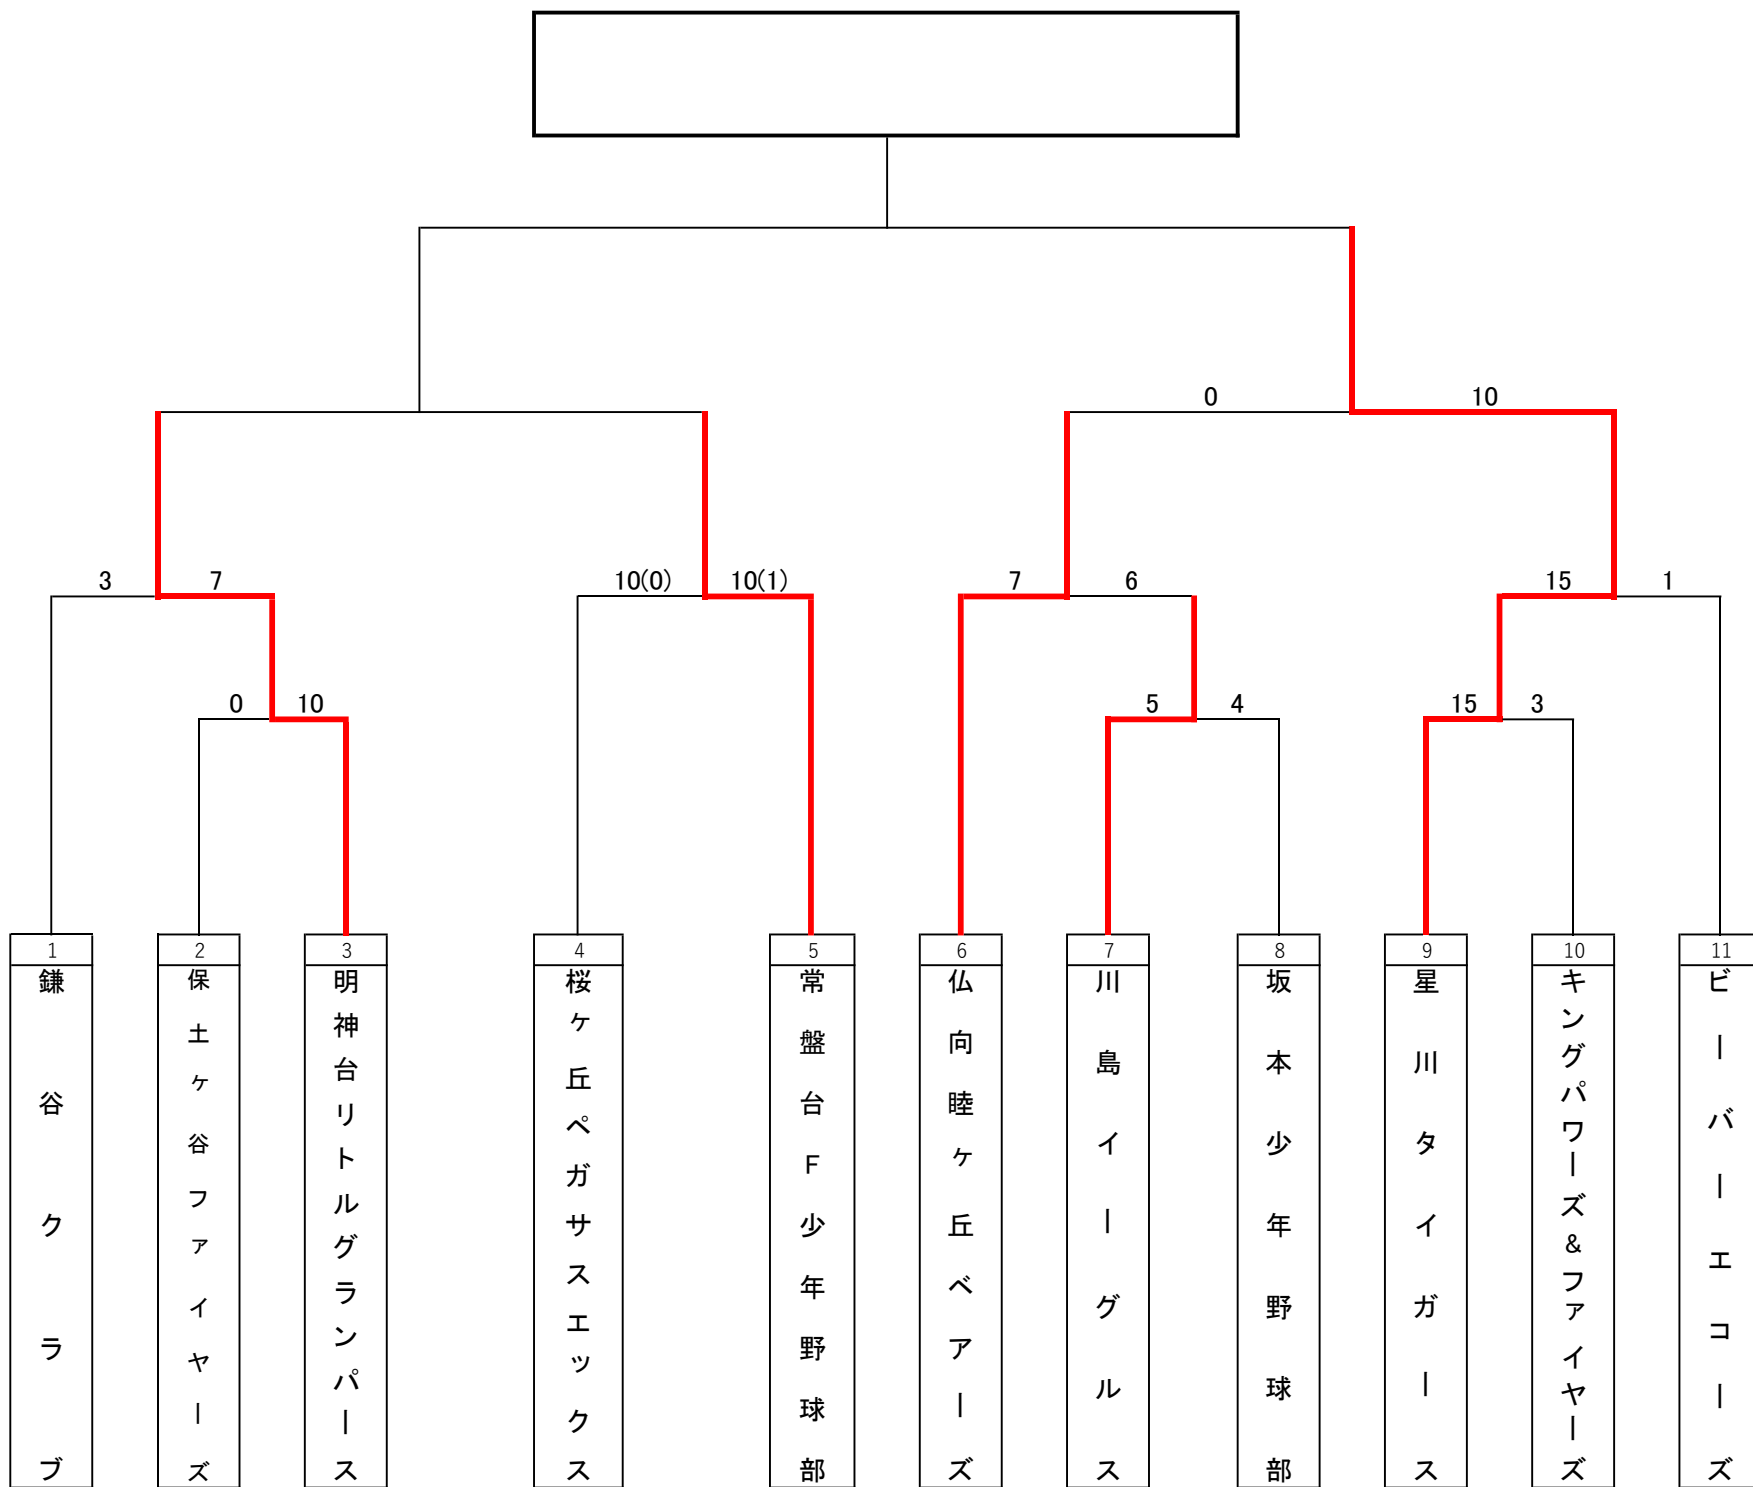 0 10
3 7 10(0) 10(1) 7 6 15 1
0 10 5 4 15 3
1 2 3 4 5 6 7 8 9 10 11
鎌谷クラブ
保土ヶ谷ファイヤーズ
明神台リトルグランパース
桜ヶ丘ペガサスエックス
常盤台F少年野球部
仏向睦ヶ丘ベアーズ
川島イーグルス
坂本少年野球部
星川タイガース
キングパワーズ&ファイヤーズ
ビーバーエコーズ